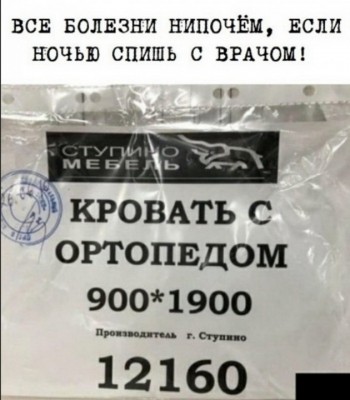 ВСЕ БОЛЕЗНИ НИПОЧЁМ, ЕСЛИ
НОЧЬЮ СПИШЬ С ВРАЧОМ!
СТУПИНО
МЕБЕЛЬ
КРОВАТЬ С
ОРТОПЕДОМ
900*1900
Производитель г. Ступино
12160